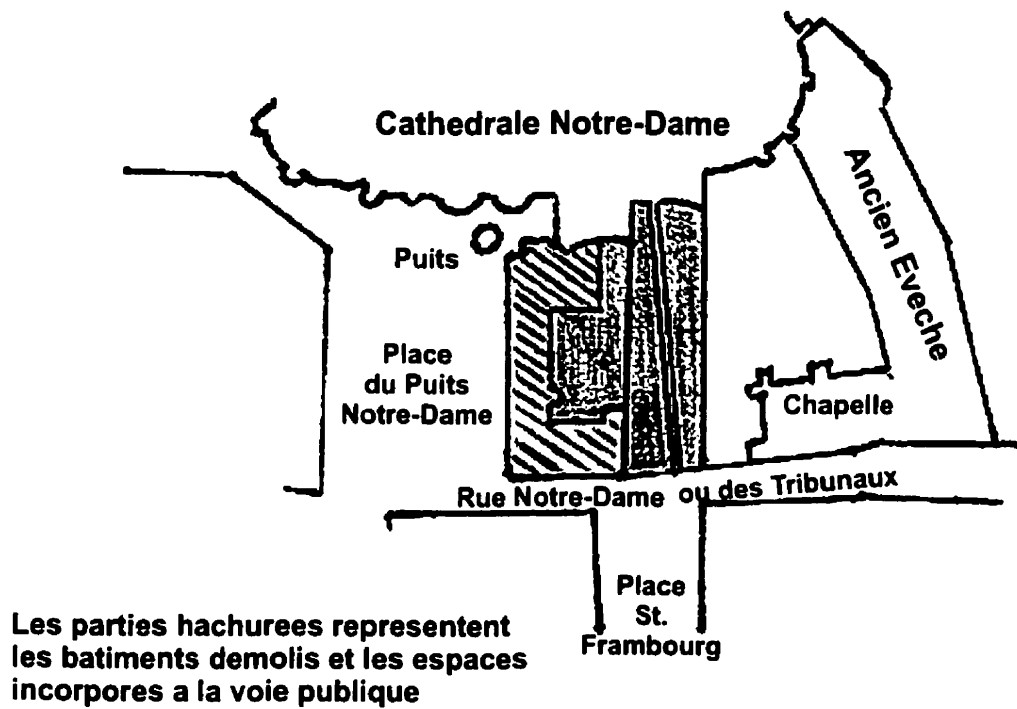 Cathedrale Notre-Dame
Ancien Eveche
Puits
Place
du Puits
Notre-Dame
Chapelle
Rue Notre-Dame ou des Tribunaux
Place
St.
Frambourg
Les parties hachurees representent
les batiments demolis et les espaces
incorpores a la voie publique